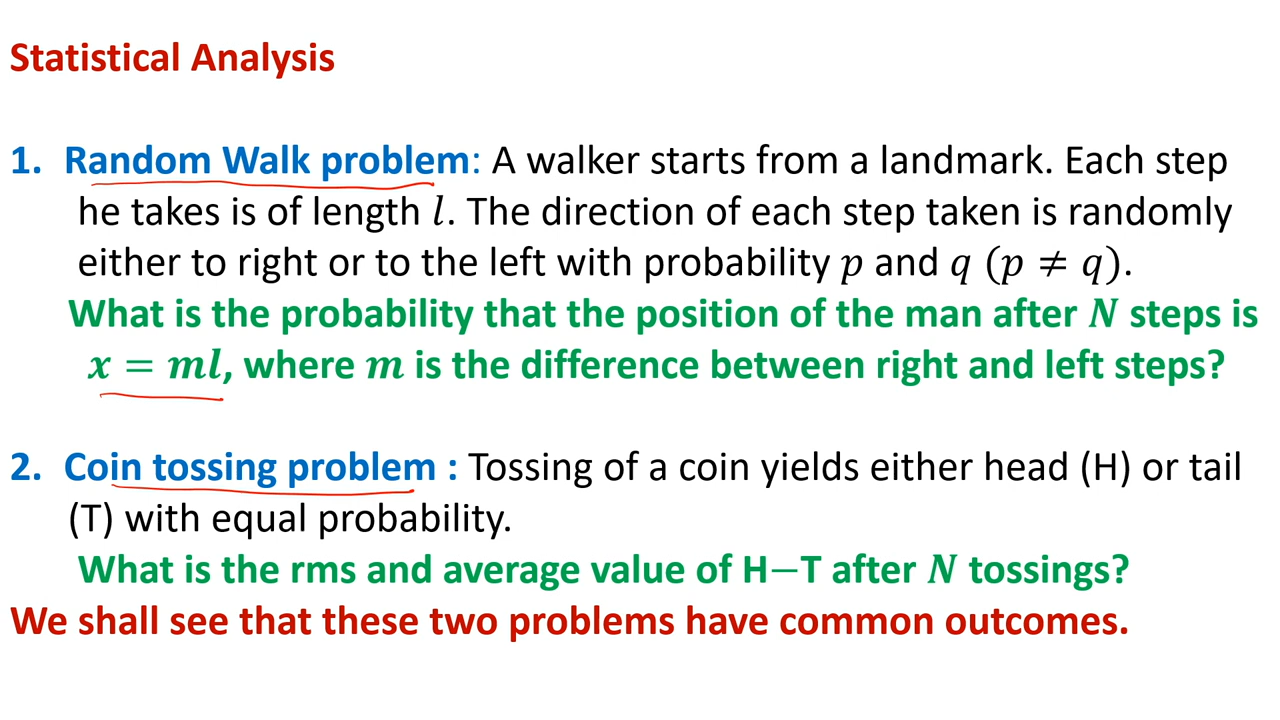 Statistical Analysis
1. Random Walk problem: A walker starts from a landmark. Each step
he takes is of length l. The direction of each step taken is randomly
either to right or to the left with probability p and q (p ≠ q).
What is the probability that the position of the man after N steps is
x = ml, where m is the difference between right and left steps?
2. Coin tossing problem : Tossing of a coin yields either head (H) or tail
(T) with equal probability.
What is the rms and average value of H−T after N tossings?
We shall see that these two problems have common outcomes.